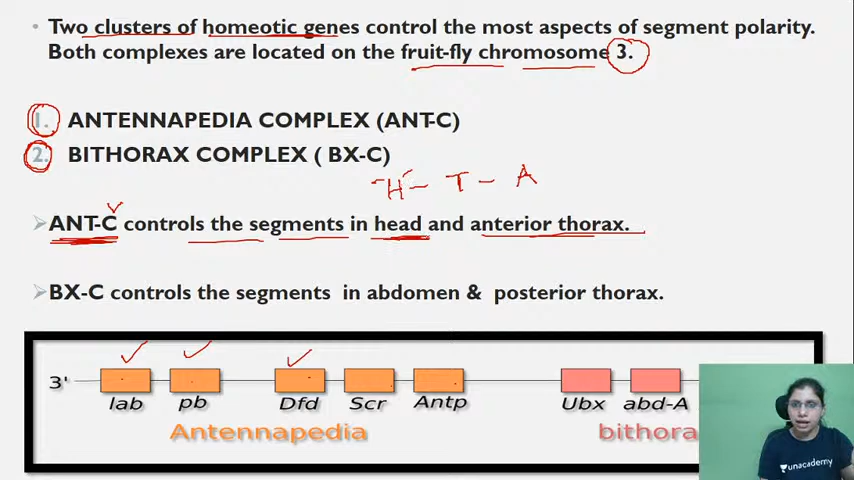 Two clusters of homeotic genes control the most aspects of segment polarity.
Both complexes are located on the fruit-fly chromosome 3.
1. ANTENNAPEDIA COMPLEX (ANT-C)
2. BITHORAX COMPLEX ( BX-C)
H - T - A
ANT-C controls the segments in head and anterior thorax.
BX-C controls the segments in abdomen & posterior thorax.
3'
lab pb Dfd Scr Antp Ubx abd-A
Antennapedia bithora
unacademy